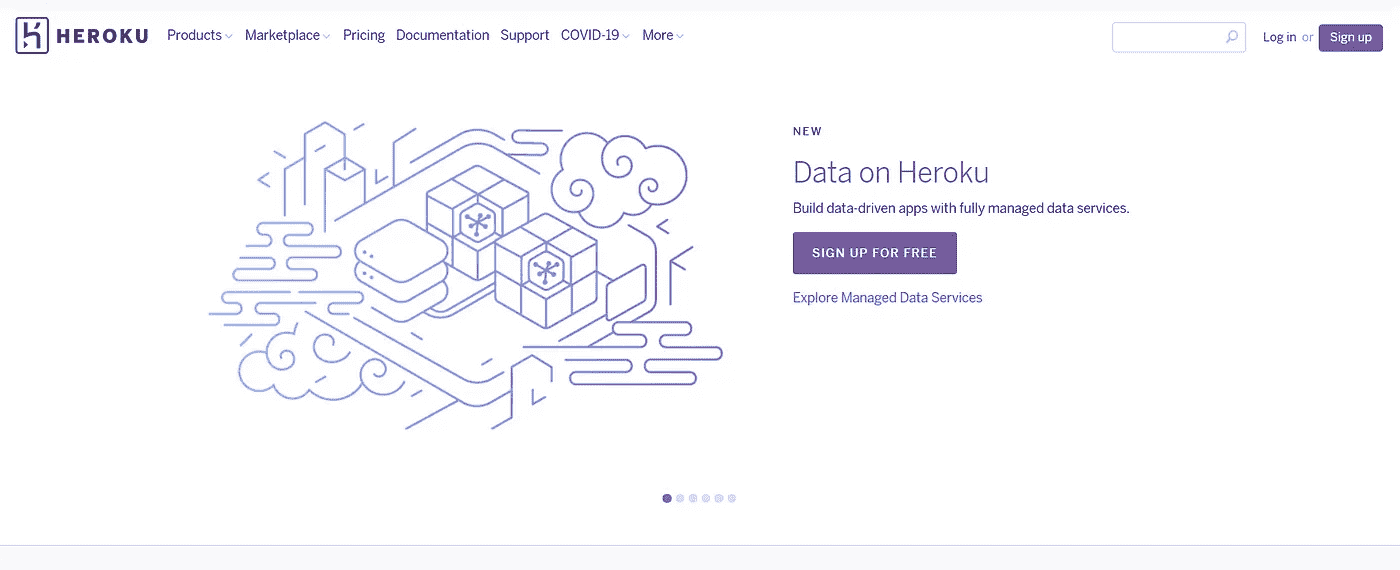 HEROKU Products Marketplace Pricing Documentation Support COVID-19 More Log in or Sign up
NEW
Data on Heroku
Build data-driven apps with fully managed data services.
SIGN UP FOR FREE
Explore Managed Data Services